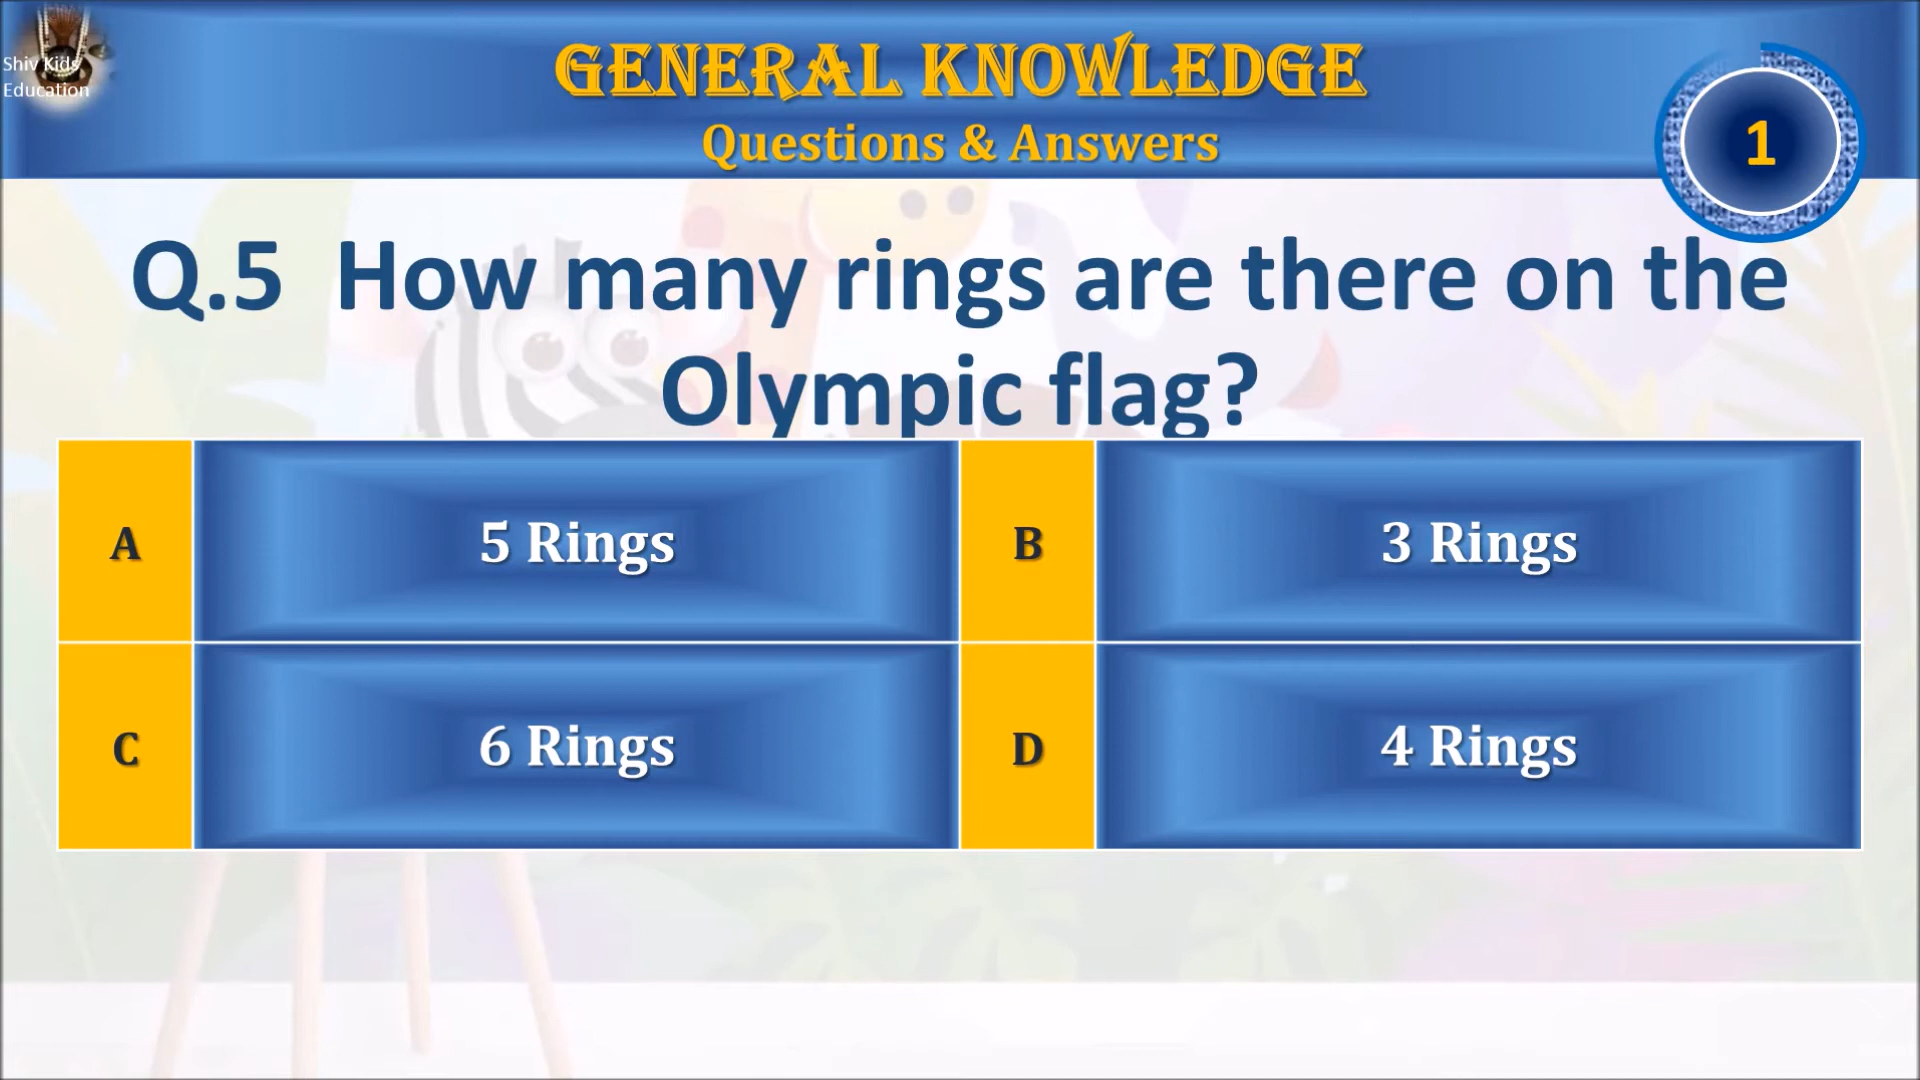 Shiv Kids
Education
GENERAL KNOWLEDGE
Questions & Answers
1
Q.5 How many rings are there on the
Olympic flag?
A 5 Rings B 3 Rings
C 6 Rings D 4 Rings